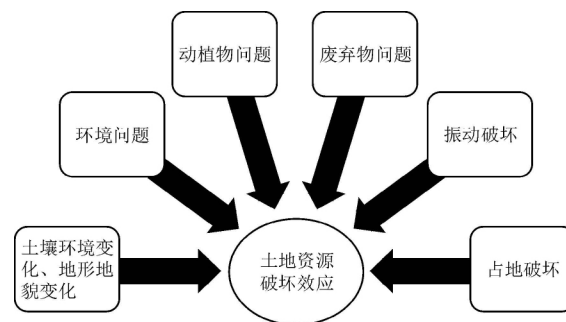 动植物问题
废弃物问题
环境问题
振动破坏
土壤环境变
化、地形地
貌变化
土地资源
破坏效应
占地破坏